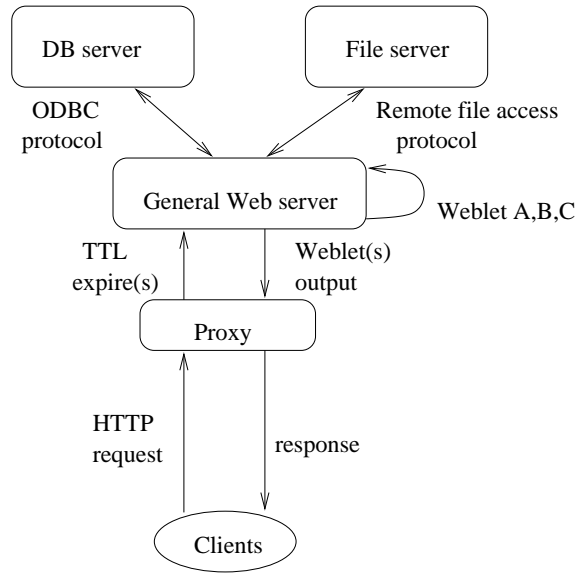 DB server
File server
ODBC
protocol
Remote file access
protocol
General Web server
Weblet A,B,C
TTL
expire(s)
Weblet(s)
output
Proxy
HTTP
request
response
Clients